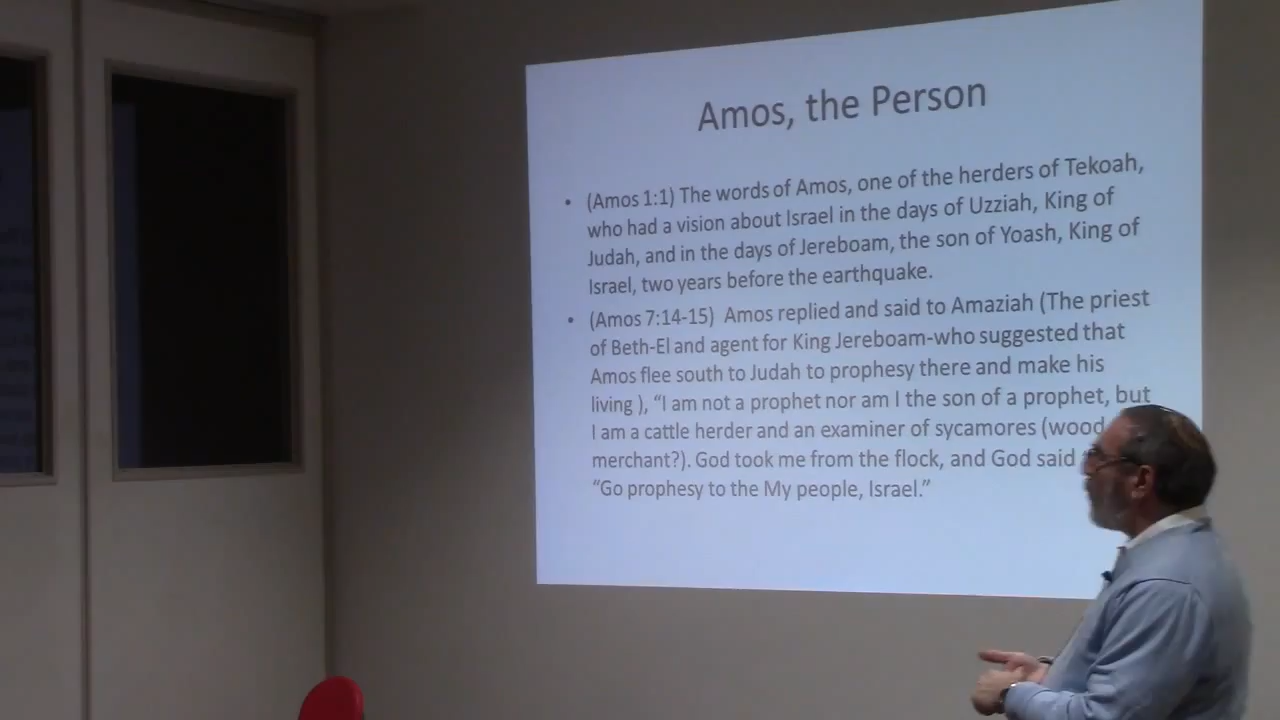 Amos, the Person
• (Amos 1:1) The words of Amos, one of the herders of Tekoah,
who had a vision about Israel in the days of Uzziah, King of
Judah, and in the days of Jereboam, the son of Yoash, King of
Israel, two years before the earthquake.
• (Amos 7:14-15) Amos replied and said to Amaziah (The priest
of Beth-El and agent for King Jereboam-who suggested that
Amos flee south to Judah to prophesy there and make his
living ), “I am not a prophet nor am I the son of a prophet, but
I am a cattle herder and an examiner of sycamores (wood
merchant?). God took me from the flock, and God said
“Go prophesy to the My people, Israel.”